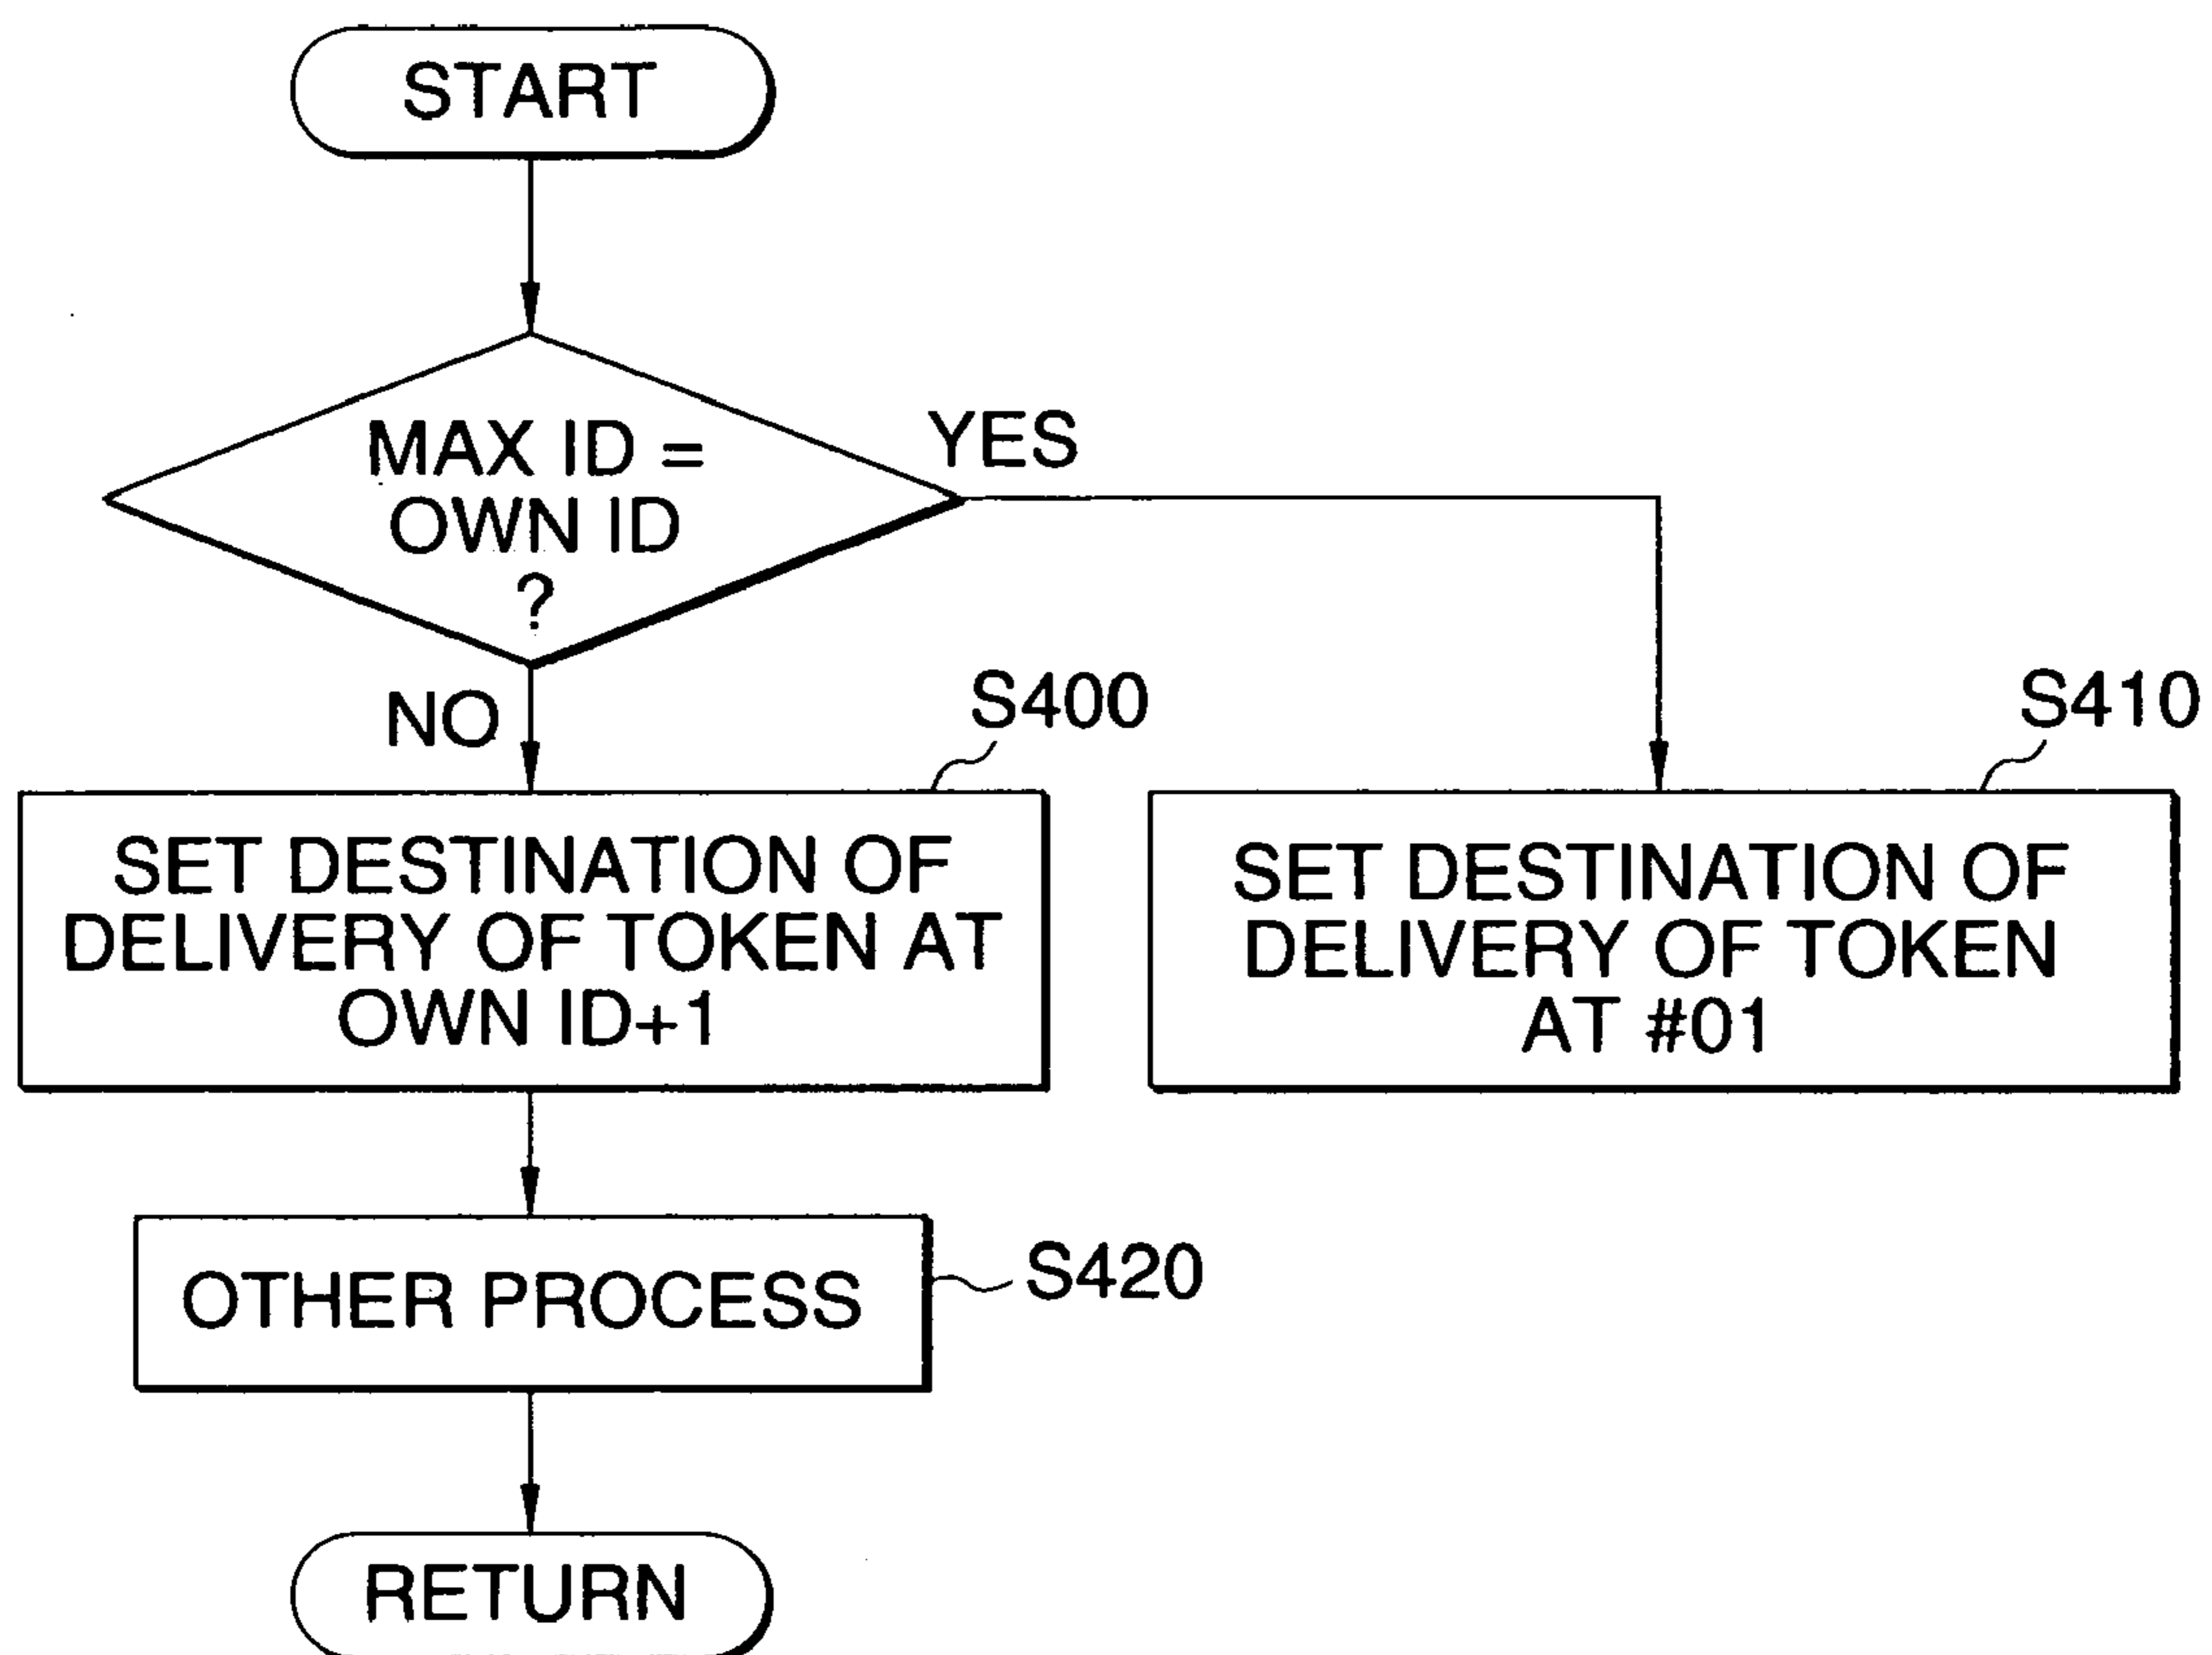 START
MAX ID =
OWN ID
?
YES
NO
S400
S410
SET DESTINATION OF
DELIVERY OF TOKEN AT
OWN ID+1
SET DESTINATION OF
DELIVERY OF TOKEN
AT #01
OTHER PROCESS
S420
RETURN